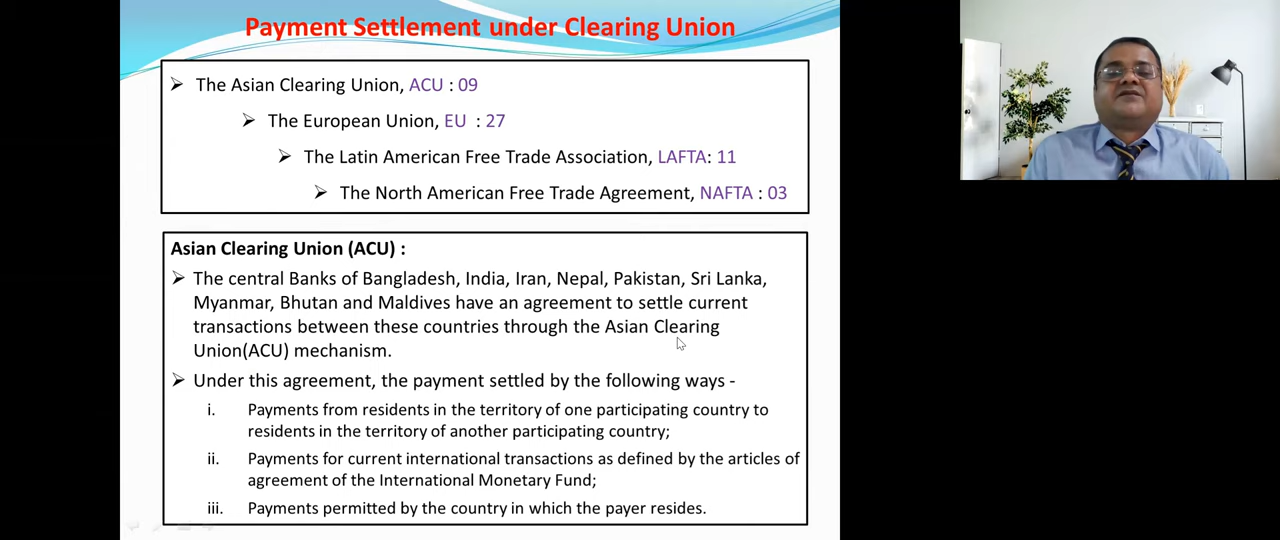 Payment Settlement under Clearing Union
➢ The Asian Clearing Union, ACU : 09
➢ The European Union, EU : 27
➢ The Latin American Free Trade Association, LAFTA: 11
➢ The North American Free Trade Agreement, NAFTA : 03
Asian Clearing Union (ACU) :
➢ The central Banks of Bangladesh, India, Iran, Nepal, Pakistan, Sri Lanka,
Myanmar, Bhutan and Maldives have an agreement to settle current
transactions between these countries through the Asian Clearing
Union(ACU) mechanism.
➢ Under this agreement, the payment settled by the following ways -
i. Payments from residents in the territory of one participating country to
residents in the territory of another participating country;
ii. Payments for current international transactions as defined by the articles of
agreement of the International Monetary Fund;
iii. Payments permitted by the country in which the payer resides.